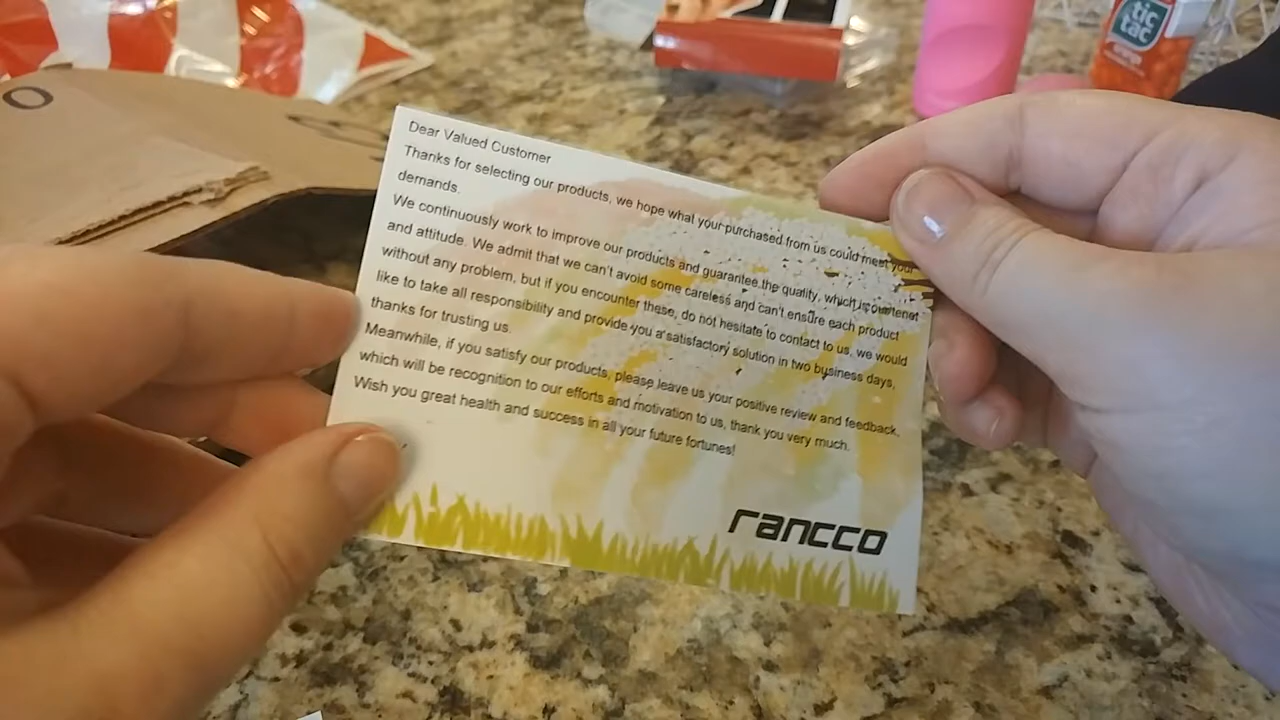 Dear Valued Customer
Thanks for selecting our products, we hope what your purchased from us could meet your
demands.
We continuously work to improve our products and guarantee the quality, which is our tenet
and attitude. We admit that we can't avoid some careless and can't ensure each product
without any problem, but if you encounter these, do not hesitate to contact to us, we would
like to take all responsibility and provide you a satisfactory solution in two business days,
thanks for trusting us.
Meanwhile, if you satisfy our products, please leave us your positive review and feedback,
which will be recognition to our efforts and motivation to us, thank you very much.
Wish you great health and success in all your future fortunes!
rancco
tic
tac